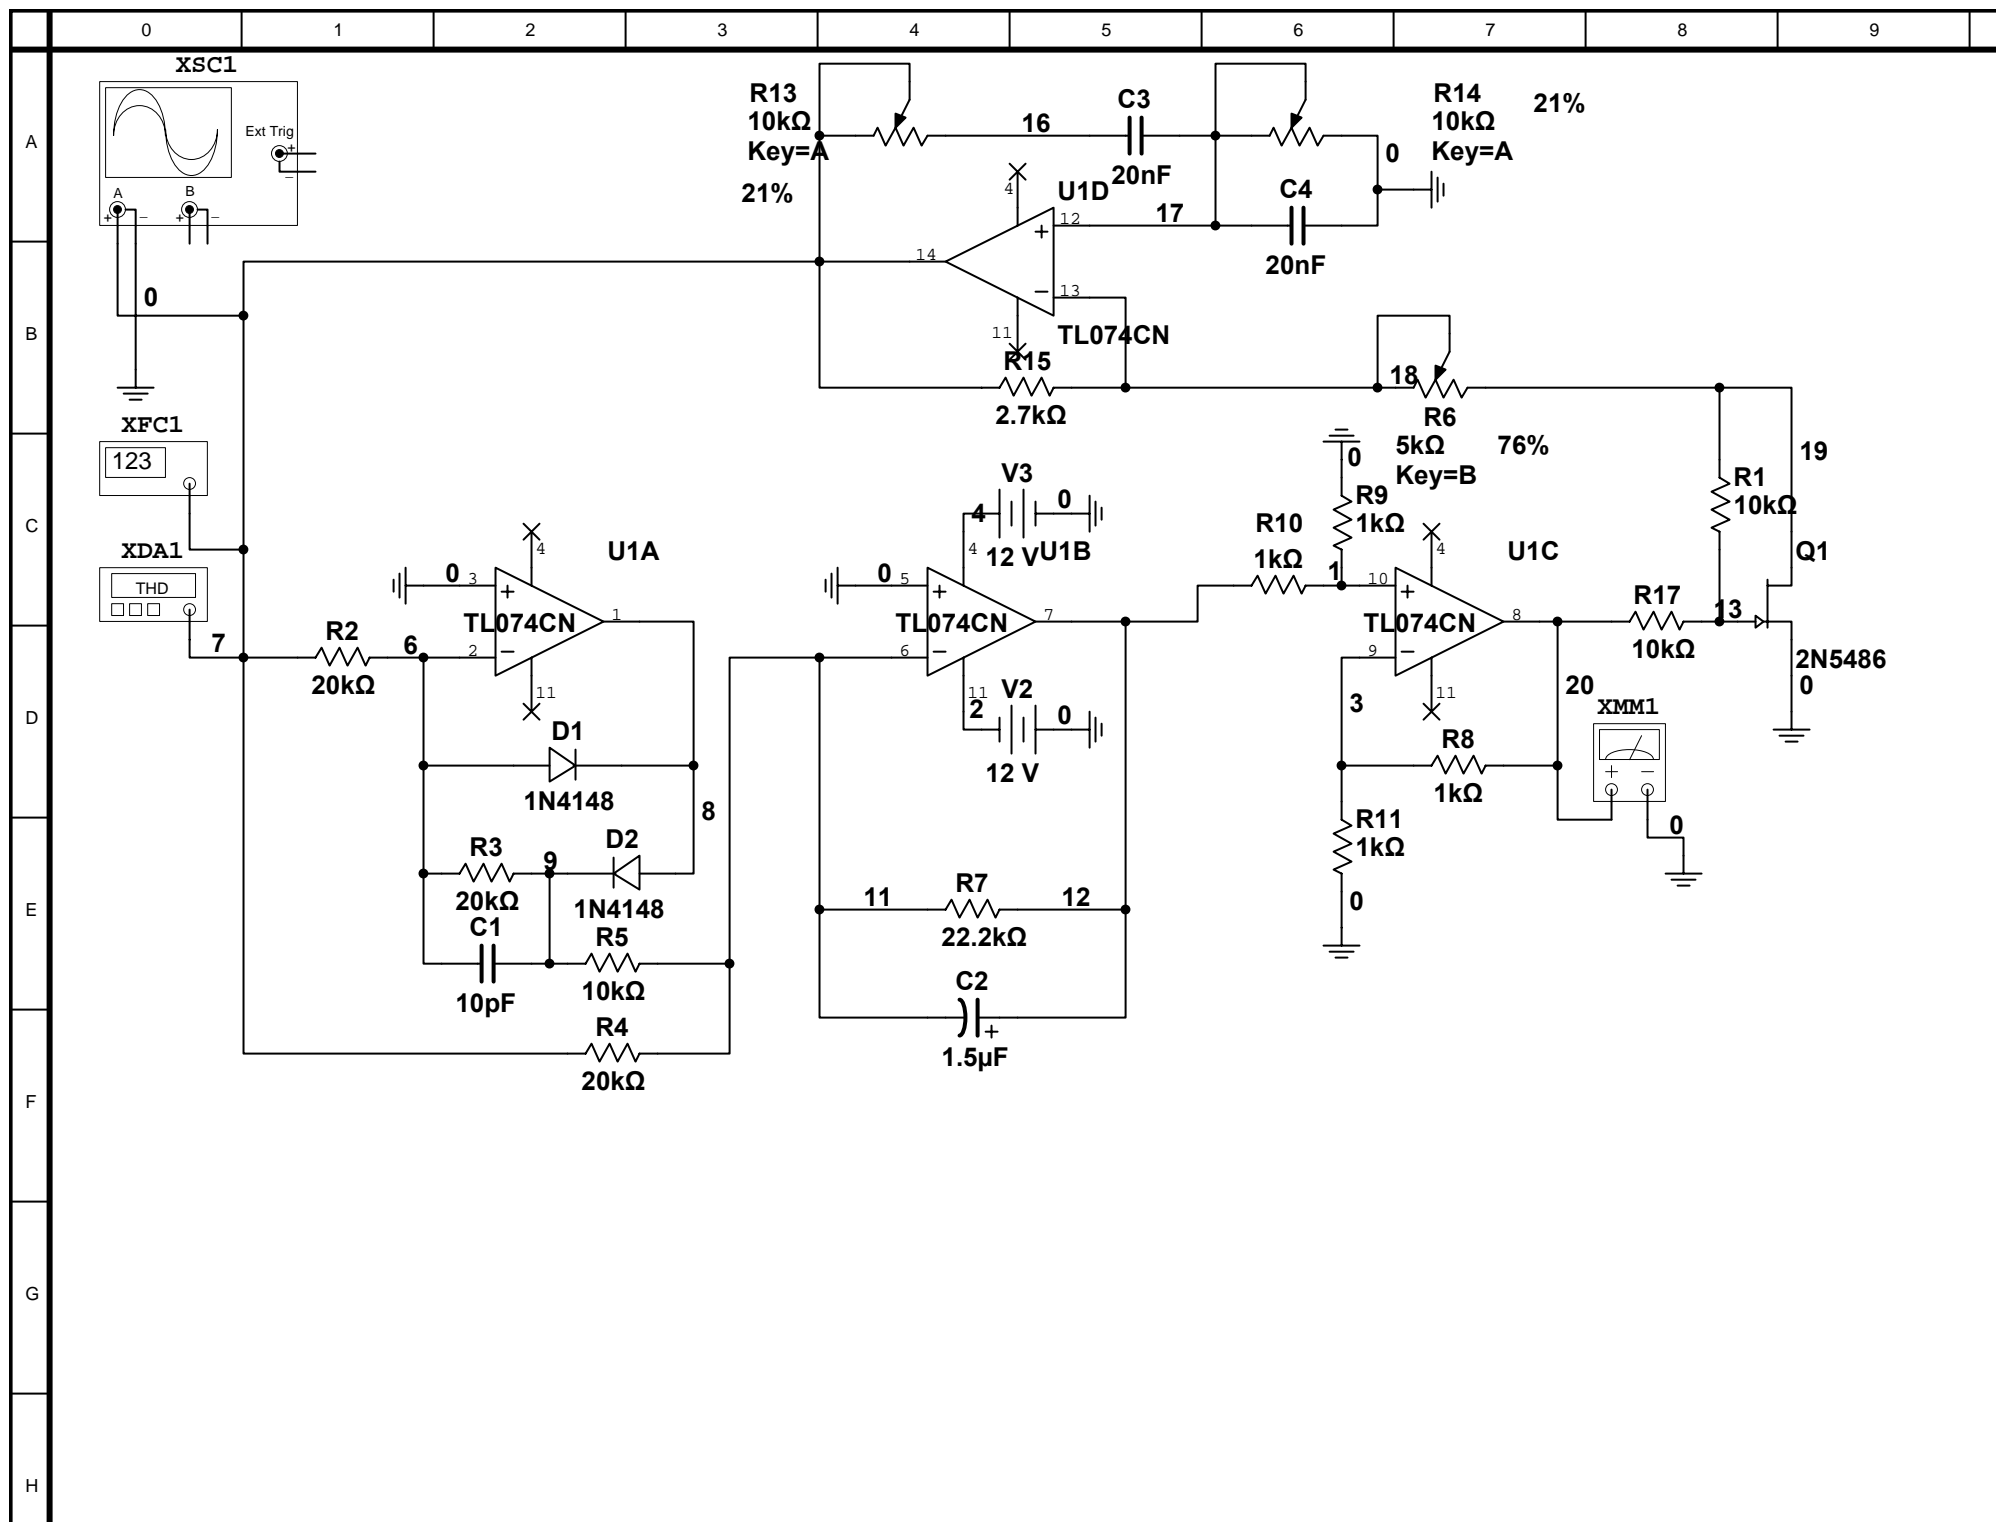 0 1 2 3 4 5 6 7 8 9
A
B
C
D
E
F
G
H
XSC1
Ext Trig
+
−
A
B
+ −
+ −
0
XFC1
123
XDA1
THD
7
R13
10kΩ
Key=A
21%
16
C3
20nF
R14
10kΩ
Key=A
21%
0
C4
20nF
17
U1D
4
12
14
13
11
+
−
TL074CN
R15
2.7kΩ
18
R6
5kΩ
Key=B
76%
19
R1
10kΩ
Q1
2N5486
0
R2
20kΩ
6
0
3
2
4
11
1
+
−
U1A
TL074CN
D1
1N4148
8
R3
20kΩ
9
D2
1N4148
C1
10pF
R5
10kΩ
R4
20kΩ
V3
4
0
12 V
U1B
0
5
6
4
11
7
+
−
TL074CN
V2
2
0
12 V
11
R7
22.2kΩ
12
C2
+
1.5µF
0
R9
1kΩ
R10
1kΩ
1
10
9
4
11
8
+
−
U1C
TL074CN
3
R8
1kΩ
R11
1kΩ
0
R17
10kΩ
13
20
XMM1
+ −
0